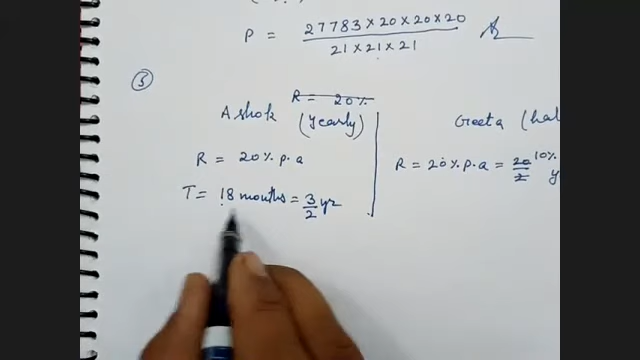 P = 27783 × 20 × 20 × 20
21 × 21 × 21
③
R = 20%
Ashok (Yearly)
Geeta (hal
R = 20% p.a
R = 20% p.a = 20/2 10%
T = 18 months = 3/2 yr